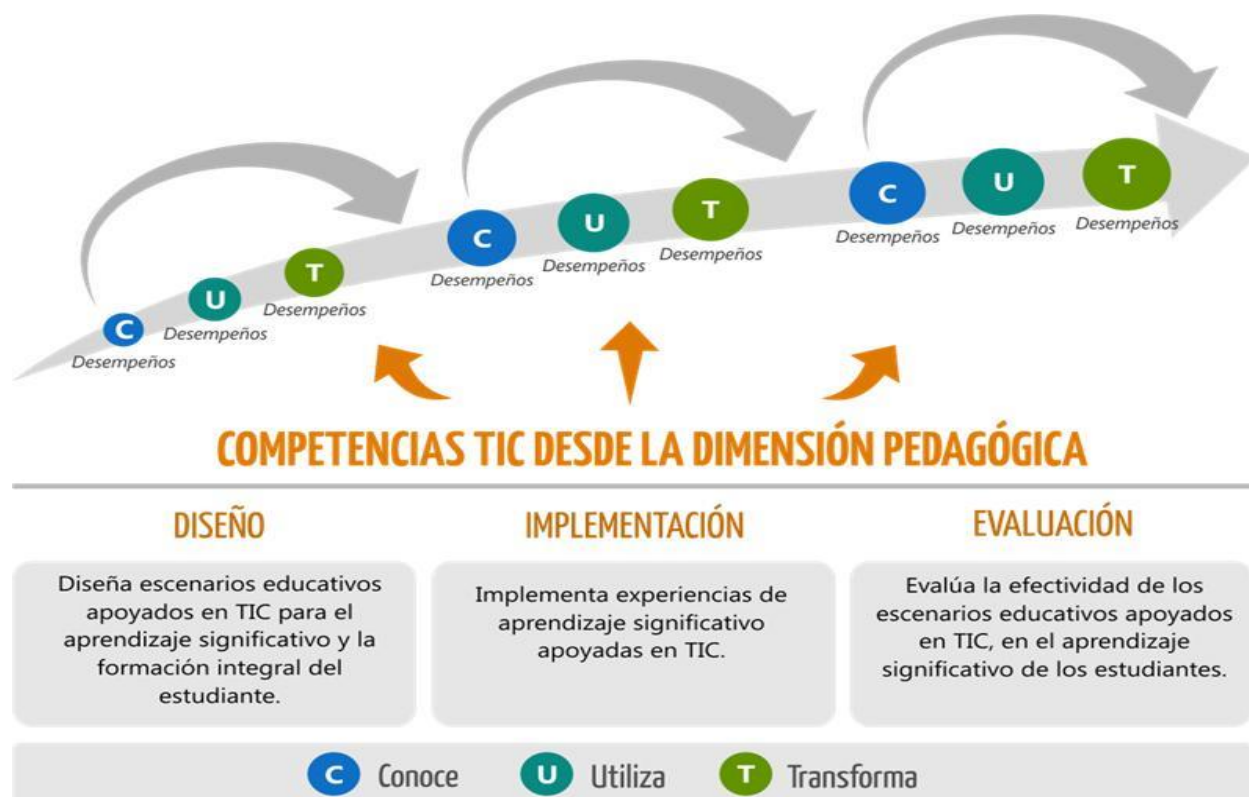 C
U
T
C
U
T
C
U
T
Desempeños
Desempeños
Desempeños
Desempeños
Desempeños
Desempeños
Desempeños
Desempeños
Desempeños
COMPETENCIAS TIC DESDE LA DIMENSIÓN PEDAGÓGICA
DISEÑO
Diseña escenarios educativos
apoyados en TIC para el
aprendizaje significativo y la
formación integral del
estudiante.
IMPLEMENTACIÓN
Implementa experiencias de
aprendizaje significativo
apoyadas en TIC.
EVALUACIÓN
Evalúa la efectividad de los
escenarios educativos apoyados
en TIC, en el aprendizaje
significativo de los estudiantes.
C Conoce
U Utiliza
T Transforma